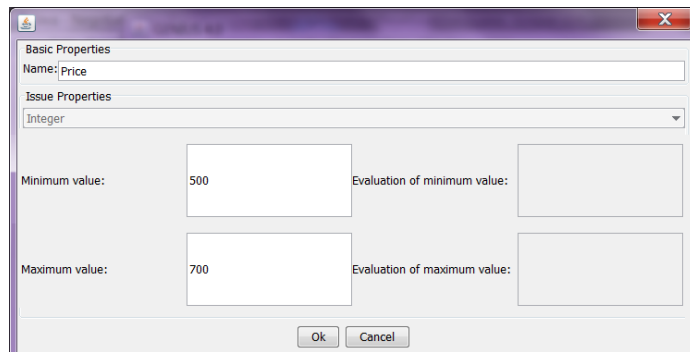 Basic Properties
Name: Price
Issue Properties
Integer
Minimum value: 500 Evaluation of minimum value:
Maximum value: 700 Evaluation of maximum value:
Ok Cancel